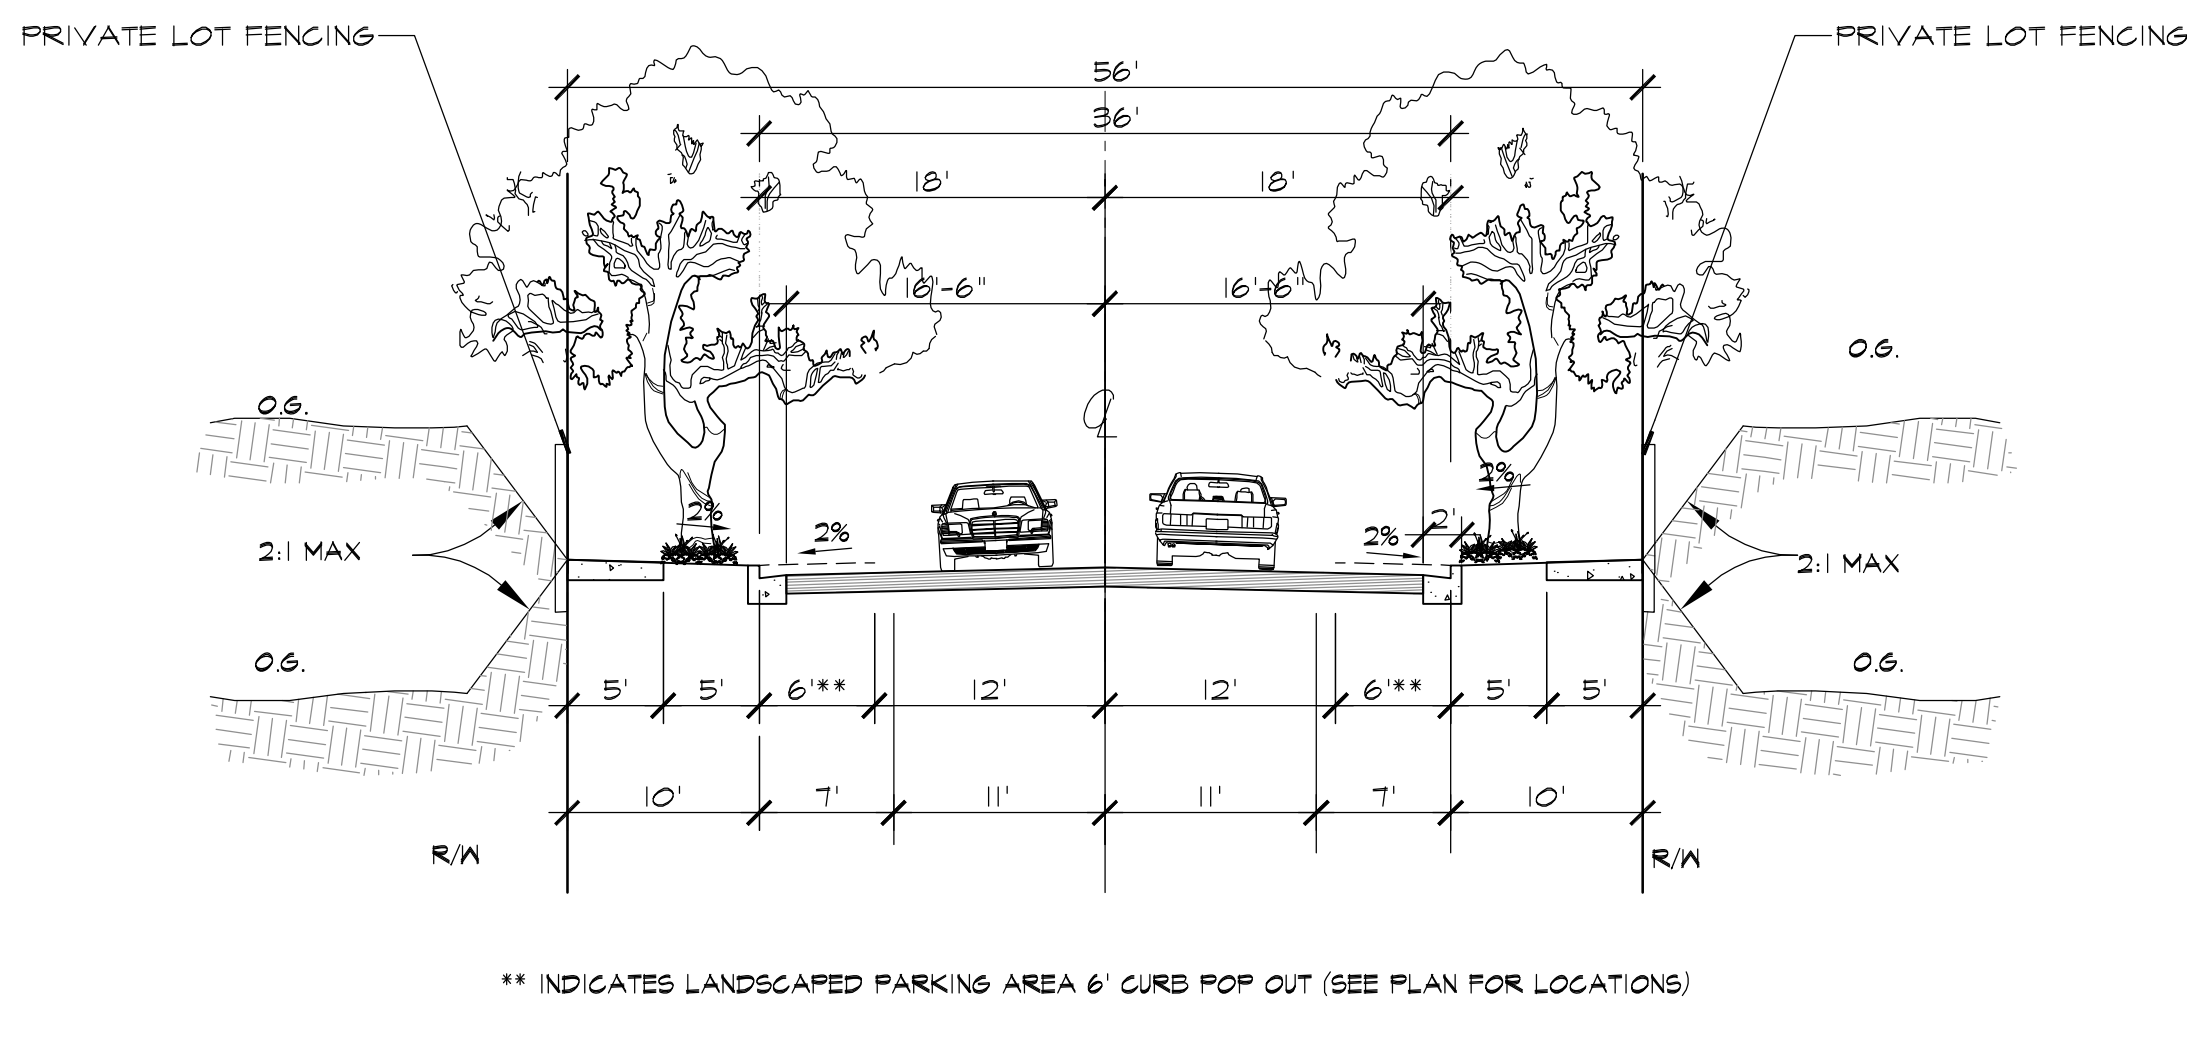 PRIVATE LOT FENCING
PRIVATE LOT FENCING
56'
36'
18'
18'
16'-6"
16'-6"
O.G.
O.G.
℄
2%
2%
2%
2%
2'
2:1 MAX
2:1 MAX
O.G.
O.G.
5'
5'
6'**
12'
12'
6'**
5'
5'
10'
7'
11'
11'
7'
10'
R/W
R/W
** INDICATES LANDSCAPED PARKING AREA 6' CURB POP OUT (SEE PLAN FOR LOCATIONS)